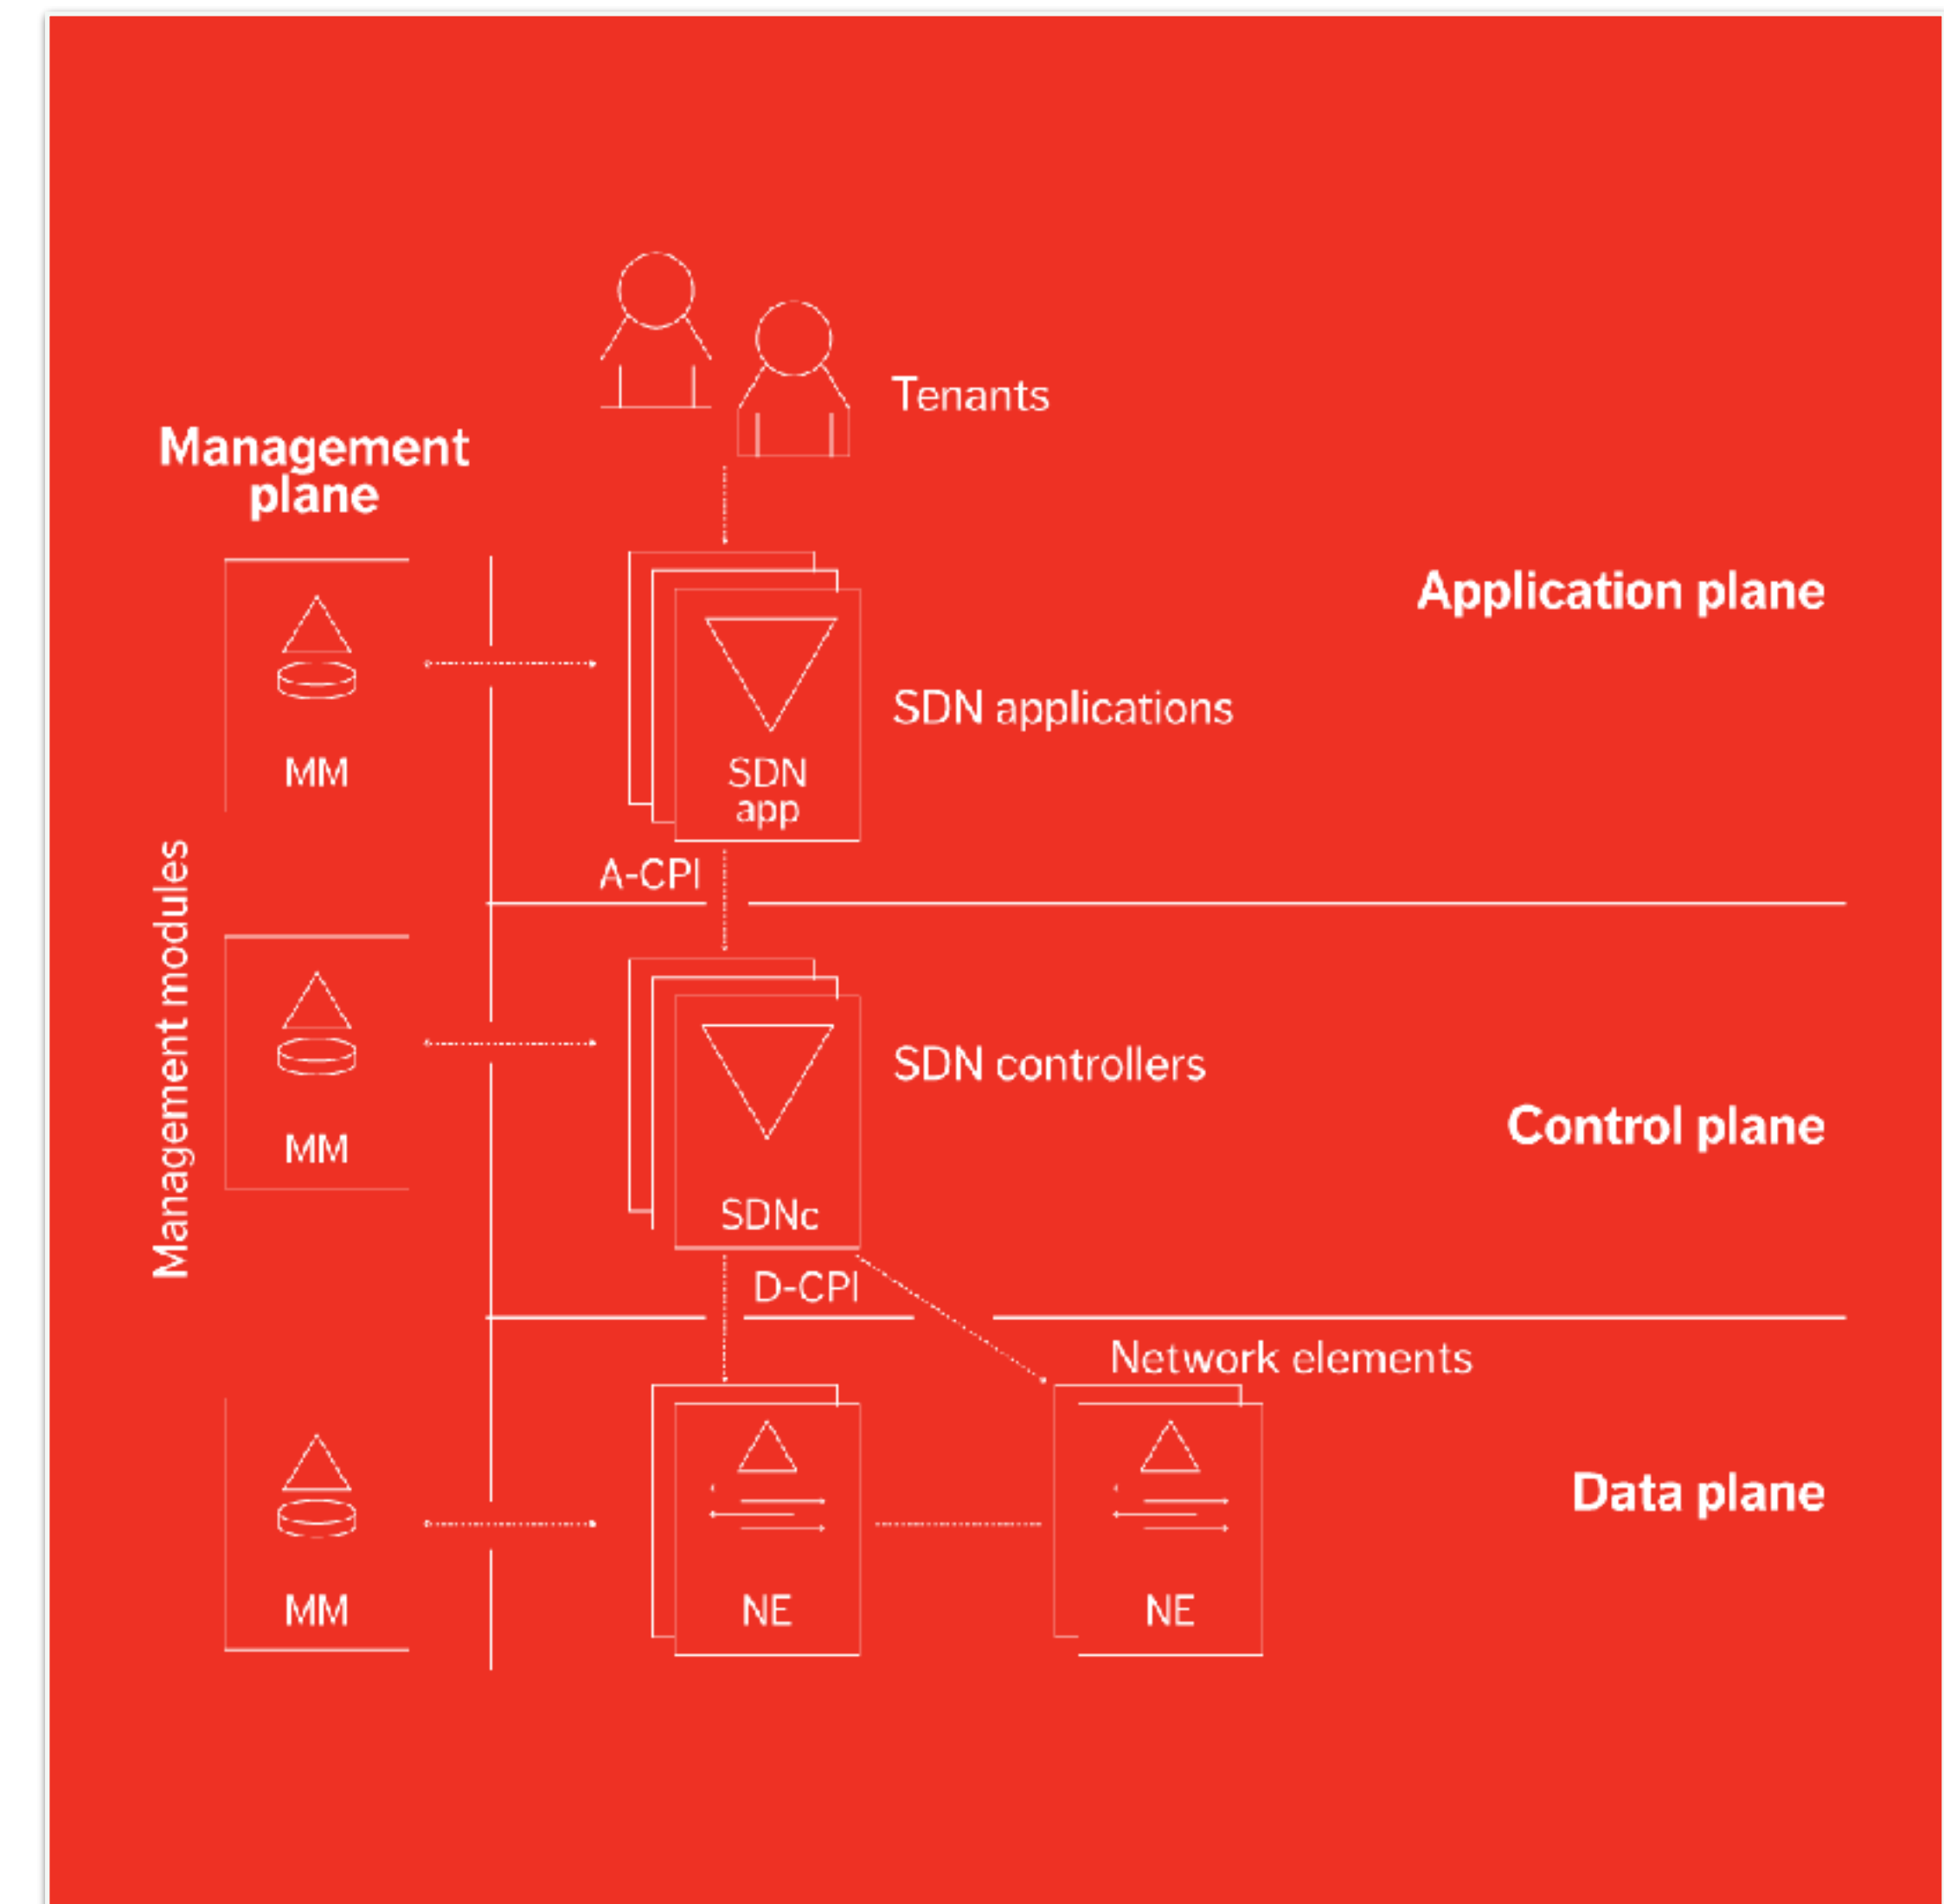 Tenants
Management
plane
Application plane
SDN applications
MM
SDN
app
A-CPI
Management modules
SDN controllers
Control plane
MM
SDNc
D-CPI
Network elements
Data plane
MM
NE
NE